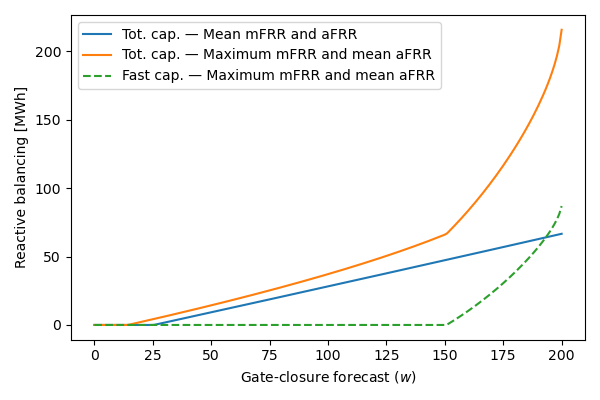 Tot. cap. — Mean mFRR and aFRR
Tot. cap. — Maximum mFRR and mean aFRR
Fast cap. — Maximum mFRR and mean aFRR
Reactive balancing [MWh]
200
150
100
50
0
0 25 50 75 100 125 150 175 200
Gate-closure forecast (w)